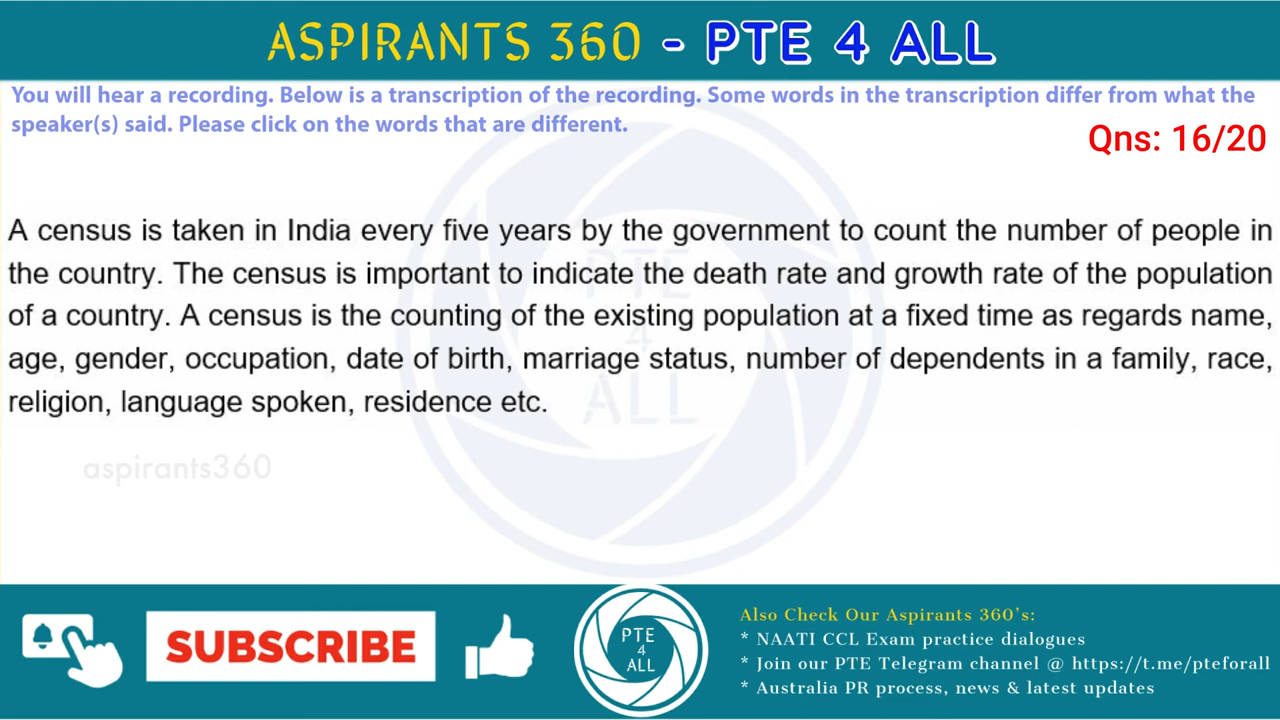 ASPIRANTS 360 - PTE 4 ALL
You will hear a recording. Below is a transcription of the recording. Some words in the transcription differ from what the
speaker(s) said. Please click on the words that are different.
Qns: 16/20
A census is taken in India every five years by the government to count the number of people in
the country. The census is important to indicate the death rate and growth rate of the population
of a country. A census is the counting of the existing population at a fixed time as regards name,
age, gender, occupation, date of birth, marriage status, number of dependents in a family, race,
religion, language spoken, residence etc.
PTE
4
ALL
aspirants360
SUBSCRIBE
PTE
4
ALL
Also Check Our Aspirants 360's:
* NAATI CCL Exam practice dialogues
* Join our PTE Telegram channel @ https://t.me/pteforall
* Australia PR process, news & latest updates